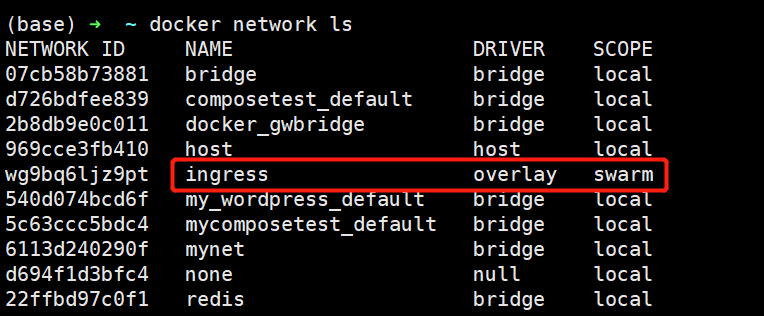 (base) ➜  ~ docker network ls
NETWORK ID     NAME                    DRIVER    SCOPE
07cb58b73881   bridge                  bridge    local
d726bdfee839   composetest_default     bridge    local
2b8db9e0c011   docker_gwbridge         bridge    local
969cce3fb410   host                    host      local
wg9bq6ljz9pt   ingress                 overlay   swarm
540d074bcd6f   my_wordpress_default    bridge    local
5c63ccc5bdc4   mycomposetest_default   bridge    local
6113d240290f   mynet                   bridge    local
d694f1d3bfc4   none                    null      local
22ffbd97c0f1   redis                   bridge    local